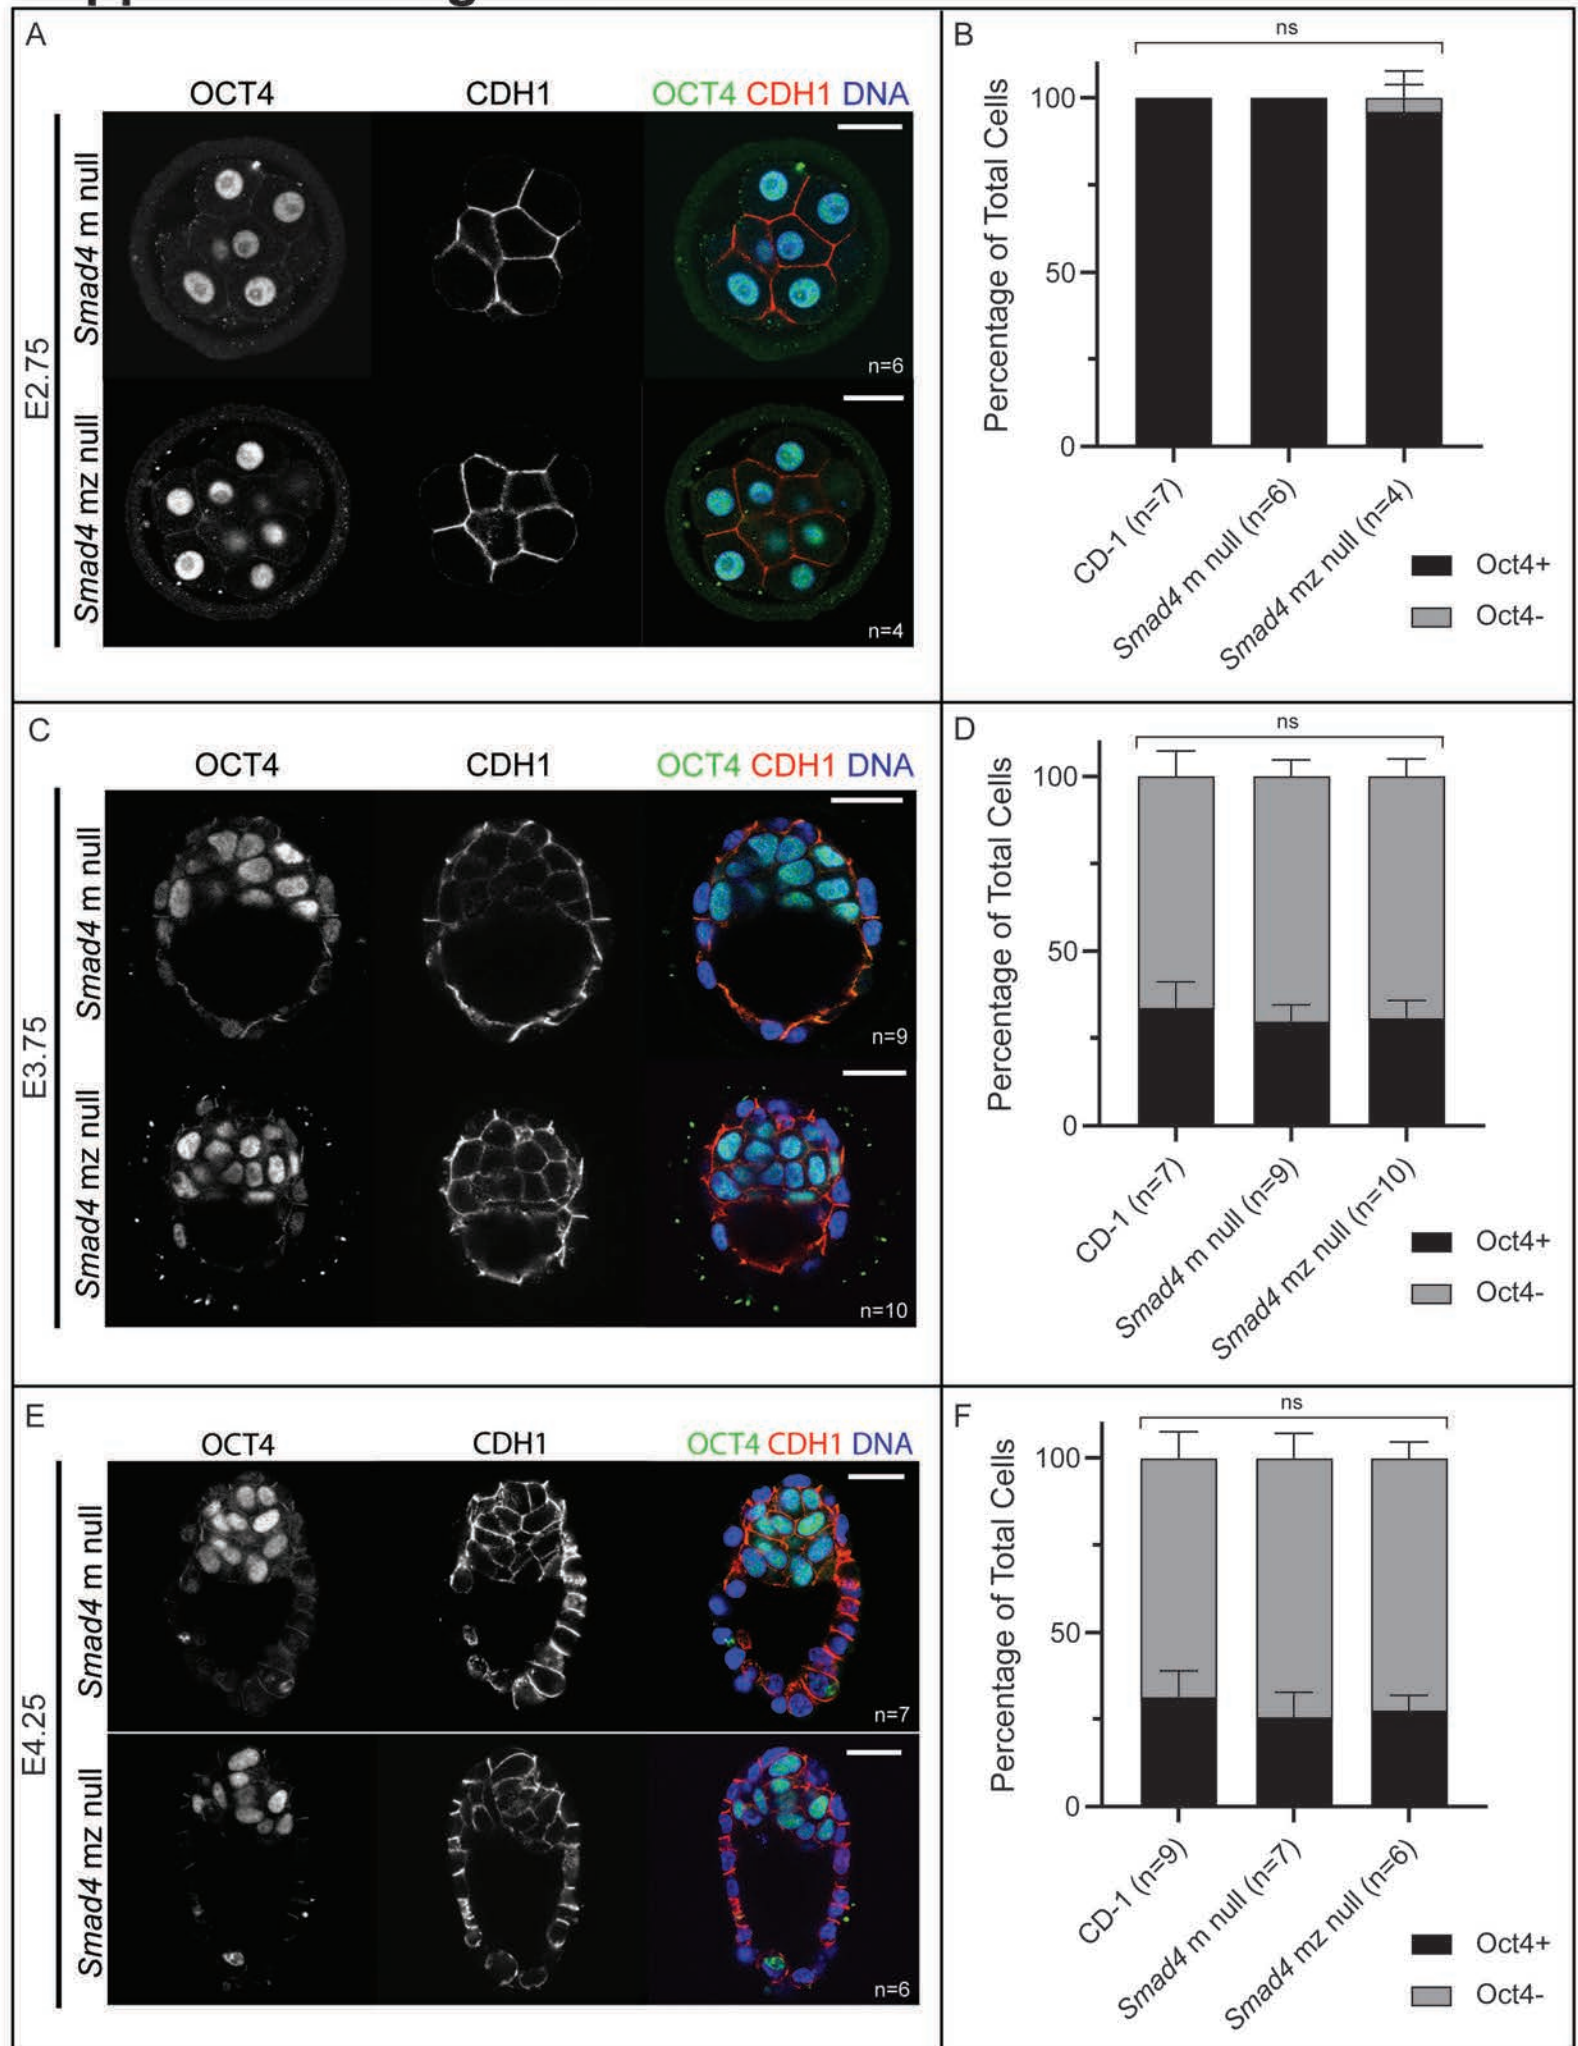 A
OCT4 CDH1 OCT4 CDH1 DNA
E2.75
Smad4 m null
n=6
Smad4 mz null
n=4
B
ns
Percentage of Total Cells
100
50
0
CD-1 (n=7)
Smad4 m null (n=6)
Smad4 mz null (n=4)
Oct4+
Oct4-
C
OCT4 CDH1 OCT4 CDH1 DNA
E3.75
Smad4 m null
n=9
Smad4 mz null
n=10
D
ns
Percentage of Total Cells
100
50
0
CD-1 (n=7)
Smad4 m null (n=9)
Smad4 mz null (n=10)
Oct4+
Oct4-
E
OCT4 CDH1 OCT4 CDH1 DNA
E4.25
Smad4 m null
n=7
Smad4 mz null
n=6
F
ns
Percentage of Total Cells
100
50
0
CD-1 (n=9)
Smad4 m null (n=7)
Smad4 mz null (n=6)
Oct4+
Oct4-